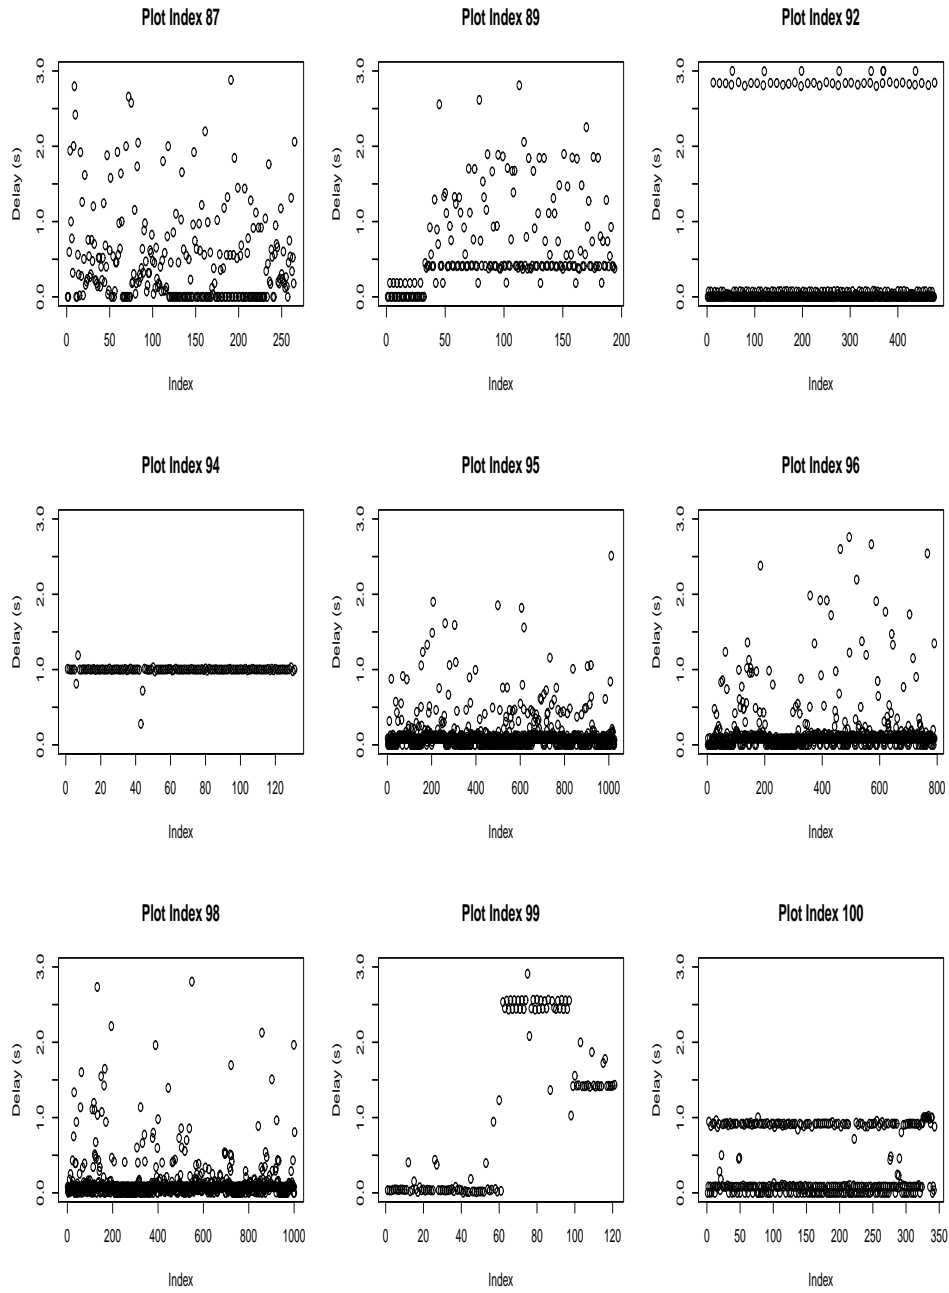 Plot Index 87
Plot Index 89
Plot Index 92
Delay (s)
3.0
2.0
1.0
0.0
0 50 100 150 200 250
Index
Delay (s)
3.0
2.0
1.0
0.0
0 50 100 150 200
Index
Delay (s)
3.0
2.0
1.0
0.0
0 100 200 300 400
Index
Plot Index 94
Plot Index 95
Plot Index 96
Delay (s)
3.0
2.0
1.0
0.0
0 20 40 60 80 100 120
Index
Delay (s)
3.0
2.0
1.0
0.0
0 200 400 600 800 1000
Index
Delay (s)
3.0
2.0
1.0
0.0
0 200 400 600 800
Index
Plot Index 98
Plot Index 99
Plot Index 100
Delay (s)
3.0
2.0
1.0
0.0
0 200 400 600 800 1000
Index
Delay (s)
3.0
2.0
1.0
0.0
0 20 40 60 80 100 120
Index
Delay (s)
3.0
2.0
1.0
0.0
0 50 100 150 200 250 300 350
Index